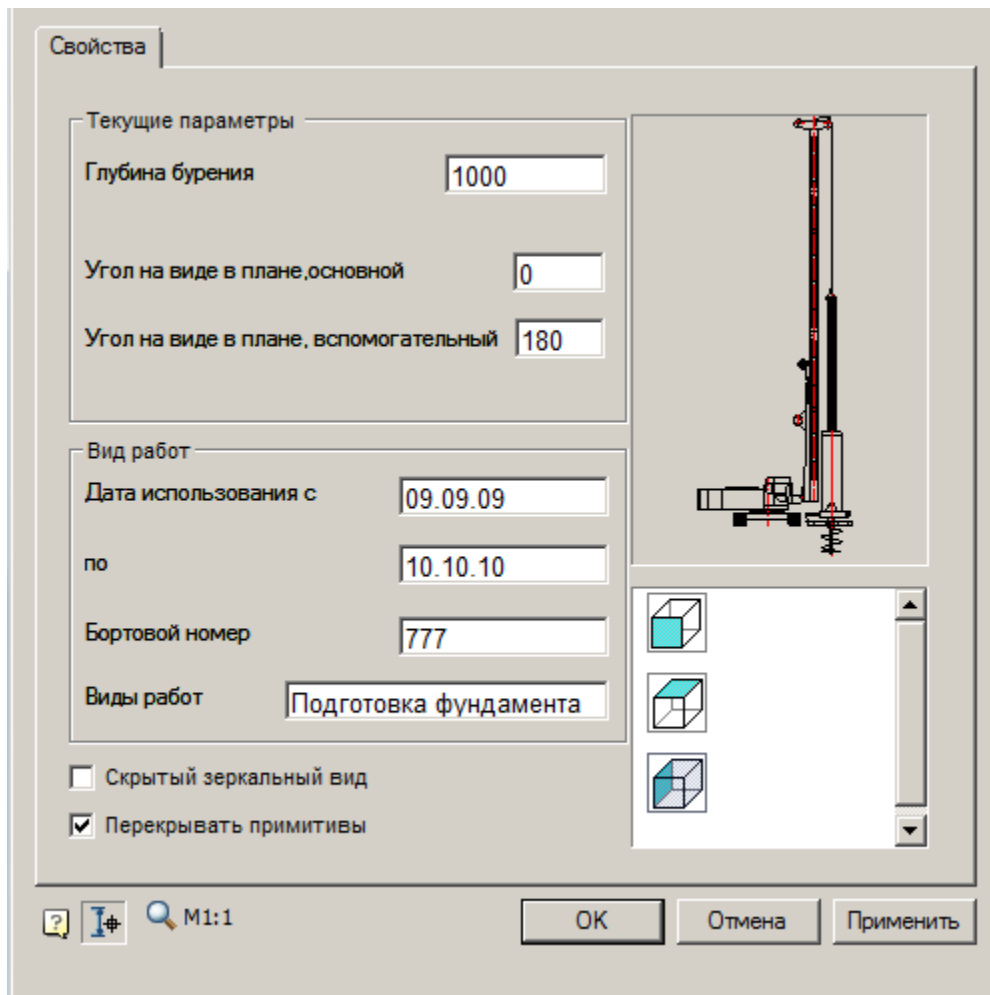 Свойства
Текущие параметры
Глубина бурения 1000
Угол на виде в плане,основной 0
Угол на виде в плане, вспомогательный 180
Вид работ
Дата использования с 09.09.09
по 10.10.10
Бортовой номер 777
Виды работ Подготовка фундамента
Скрытый зеркальный вид
Перекрывать примитивы
? М1:1 OK Отмена Применить